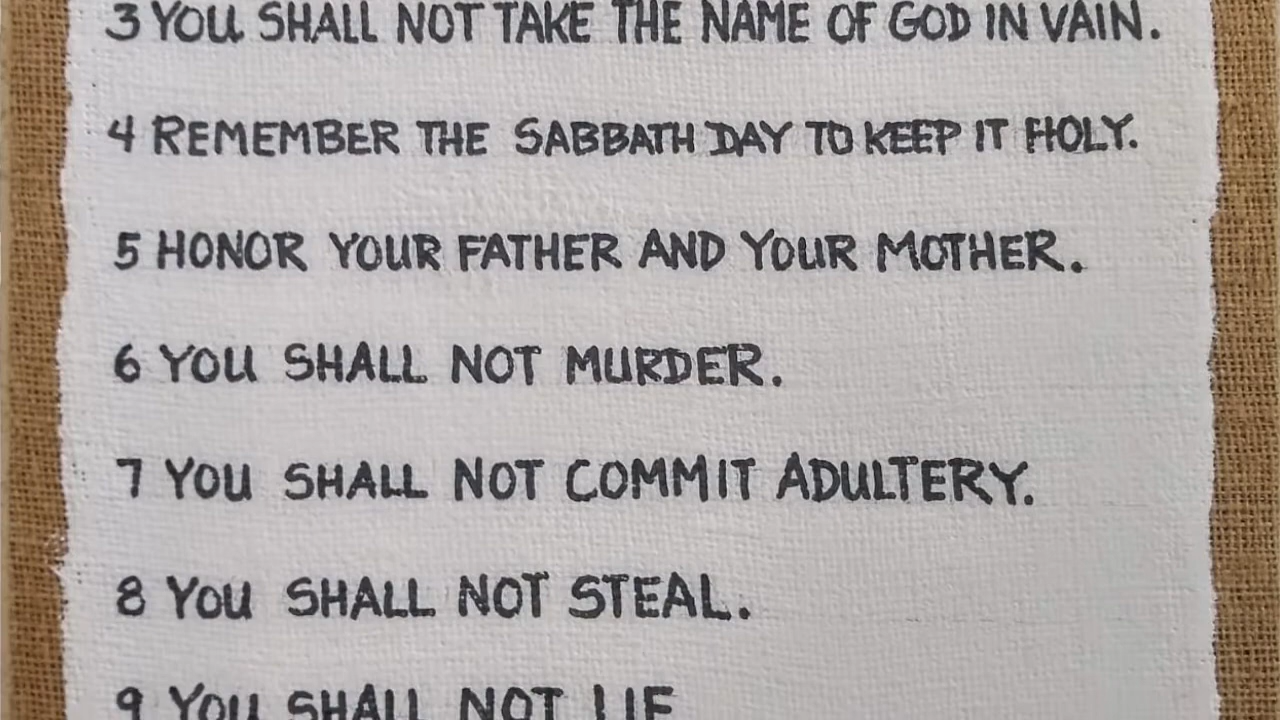 3 YOU SHALL NOT TAKE THE NAME OF GOD IN VAIN.
4 REMEMBER THE SABBATH DAY TO KEEP IT HOLY.
5 HONOR YOUR FATHER AND YOUR MOTHER.
6 YOU SHALL NOT MURDER.
7 YOU SHALL NOT COMMIT ADULTERY.
8 YOU SHALL NOT STEAL.
9 YOU SHALL NOT LIE